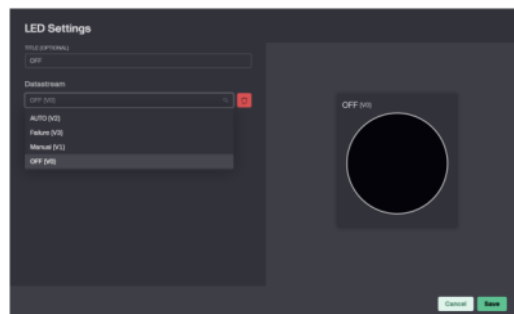 LED Settings
TITLE (OPTIONAL)
OFF
Datastream
OFF (V0)
AUTO (V2)
Failure (V3)
Manual (V1)
OFF (V0)
OFF (V0)
Cancel
Save